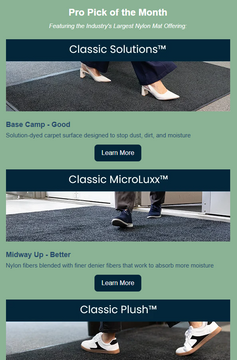 Pro Pick of the Month
Featuring the Industry's Largest Nylon Mat Offering
Classic Solutions™
Base Camp - Good
Solution-dyed carpet surface designed to stop dust, dirt, and moisture
Learn More
Classic MicroLuxx™
Midway Up - Better
Nylon fibers blended with finer denier fibers that work to absorb more moisture
Learn More
Classic Plush™